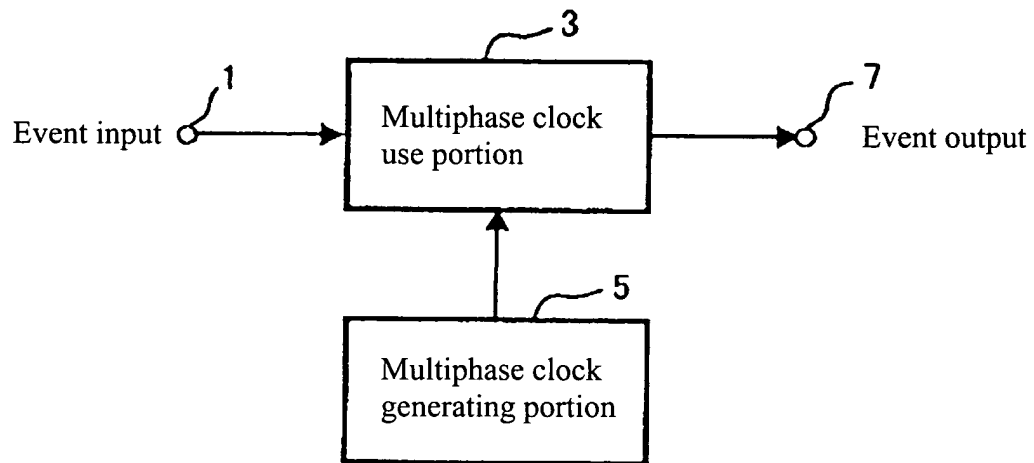 3
1
7
Event input
Multiphase clock
use portion
Event output
5
Multiphase clock
generating portion